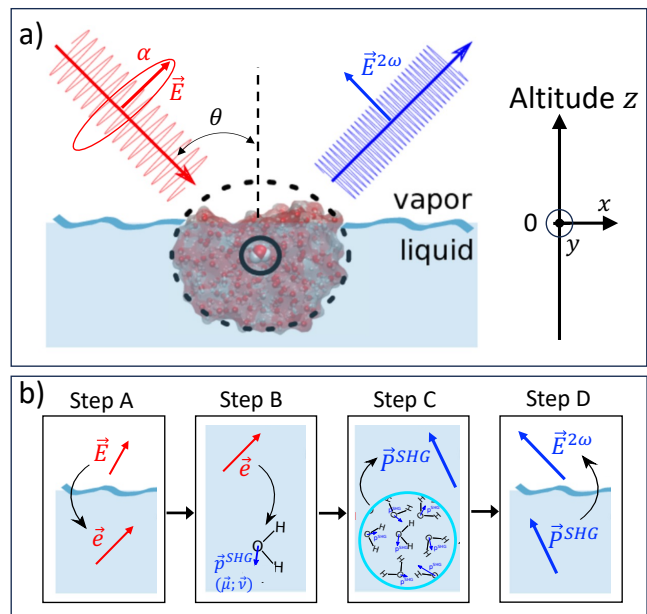 a)
α
E⃗
θ
E⃗²ω
Altitude z
vapor
liquid
0
x
y
b)
Step A
Step B
Step C
Step D
E⃗
e⃗
e⃗
H
O
H
p⃗^SHG
(μ⃗; ν⃗)
P⃗^SHG
E⃗²ω
P⃗^SHG